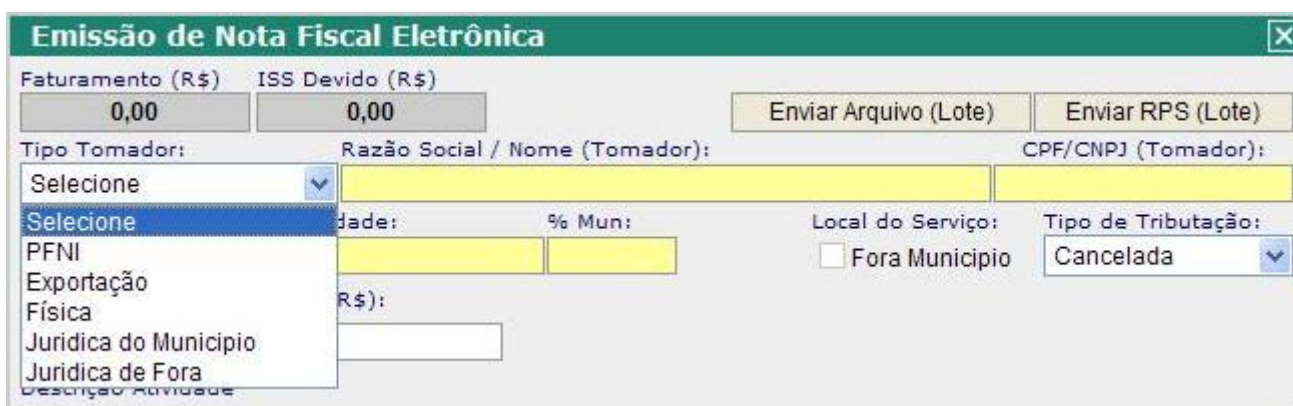 Emissão de Nota Fiscal Eletrônica
Faturamento (R$) ISS Devido (R$)
0,00 0,00 Enviar Arquivo (Lote) Enviar RPS (Lote)
Tipo Tomador: Razão Social / Nome (Tomador): CPF/CNPJ (Tomador):
Selecione
Selecione dade: % Mun: Local do Serviço: Tipo de Tributação:
PFNI Fora Municipio Cancelada
Exportação
Física R$):
Juridica do Municipio
Juridica de Fora
Descrição Atividade